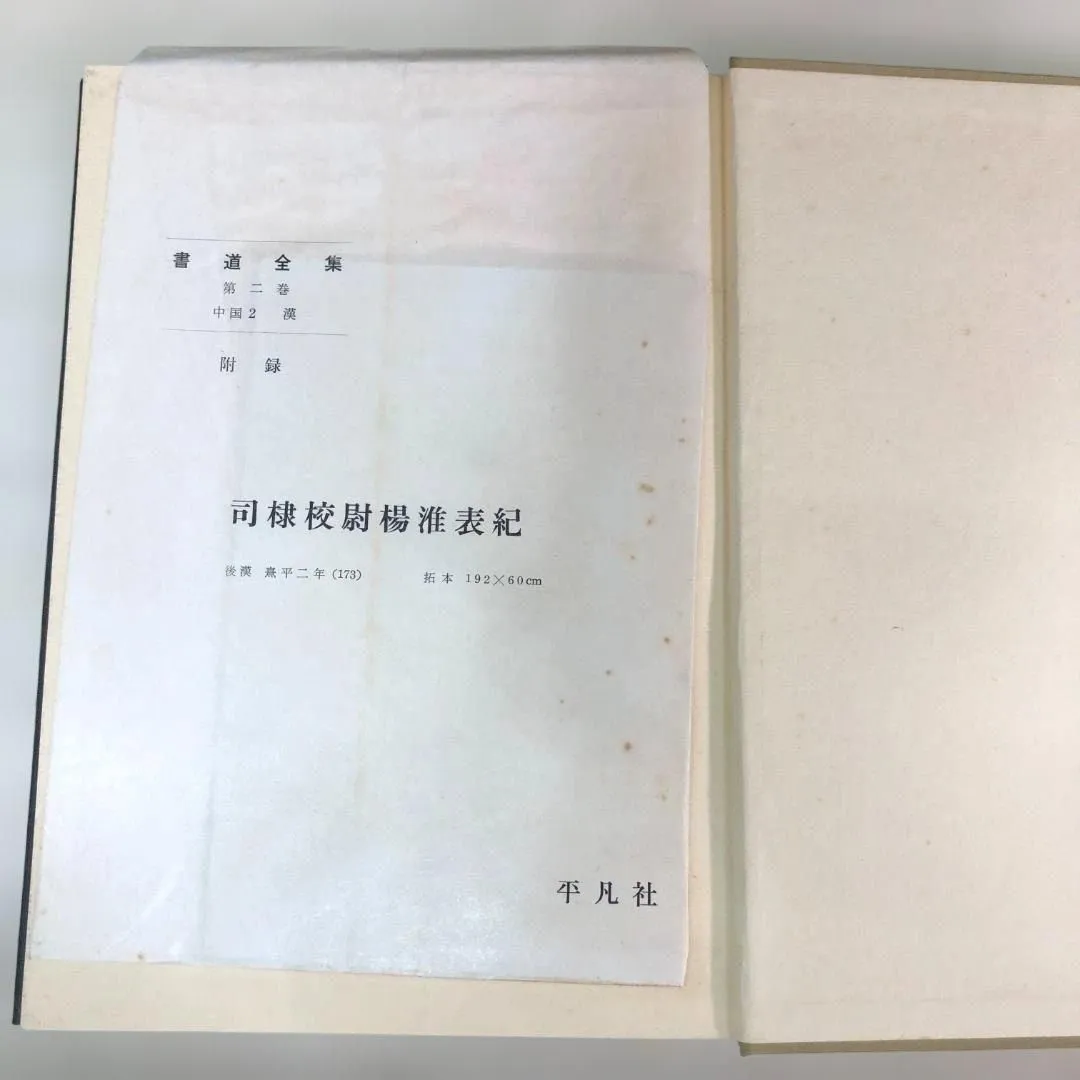 書道全集
第二巻
中国2 漢
附録
司棣校尉楊淮表紀
後漢 熹平二年(173) 拓本 192×60cm
平凡社